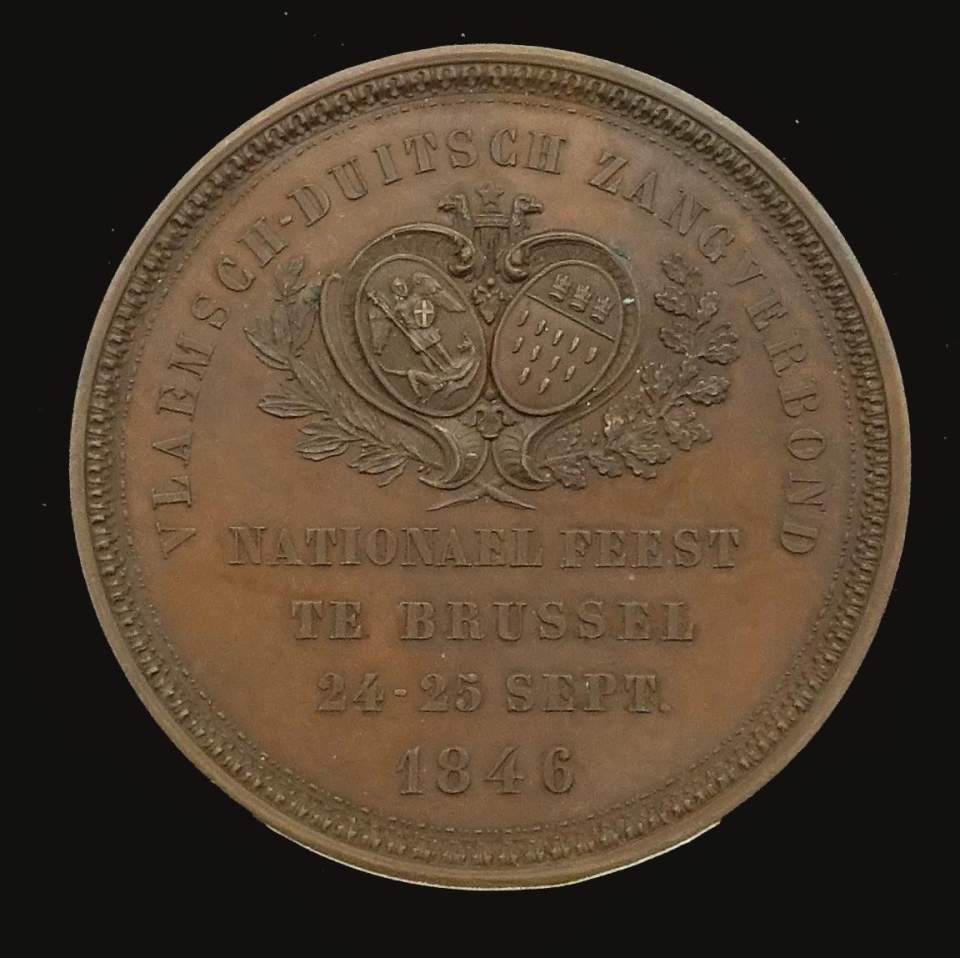 VLAEMSCH-DUITSCH ZANGVERBOND
NATIONAEL FEEST
TE BRUSSEL
24-25 SEPT.
1846